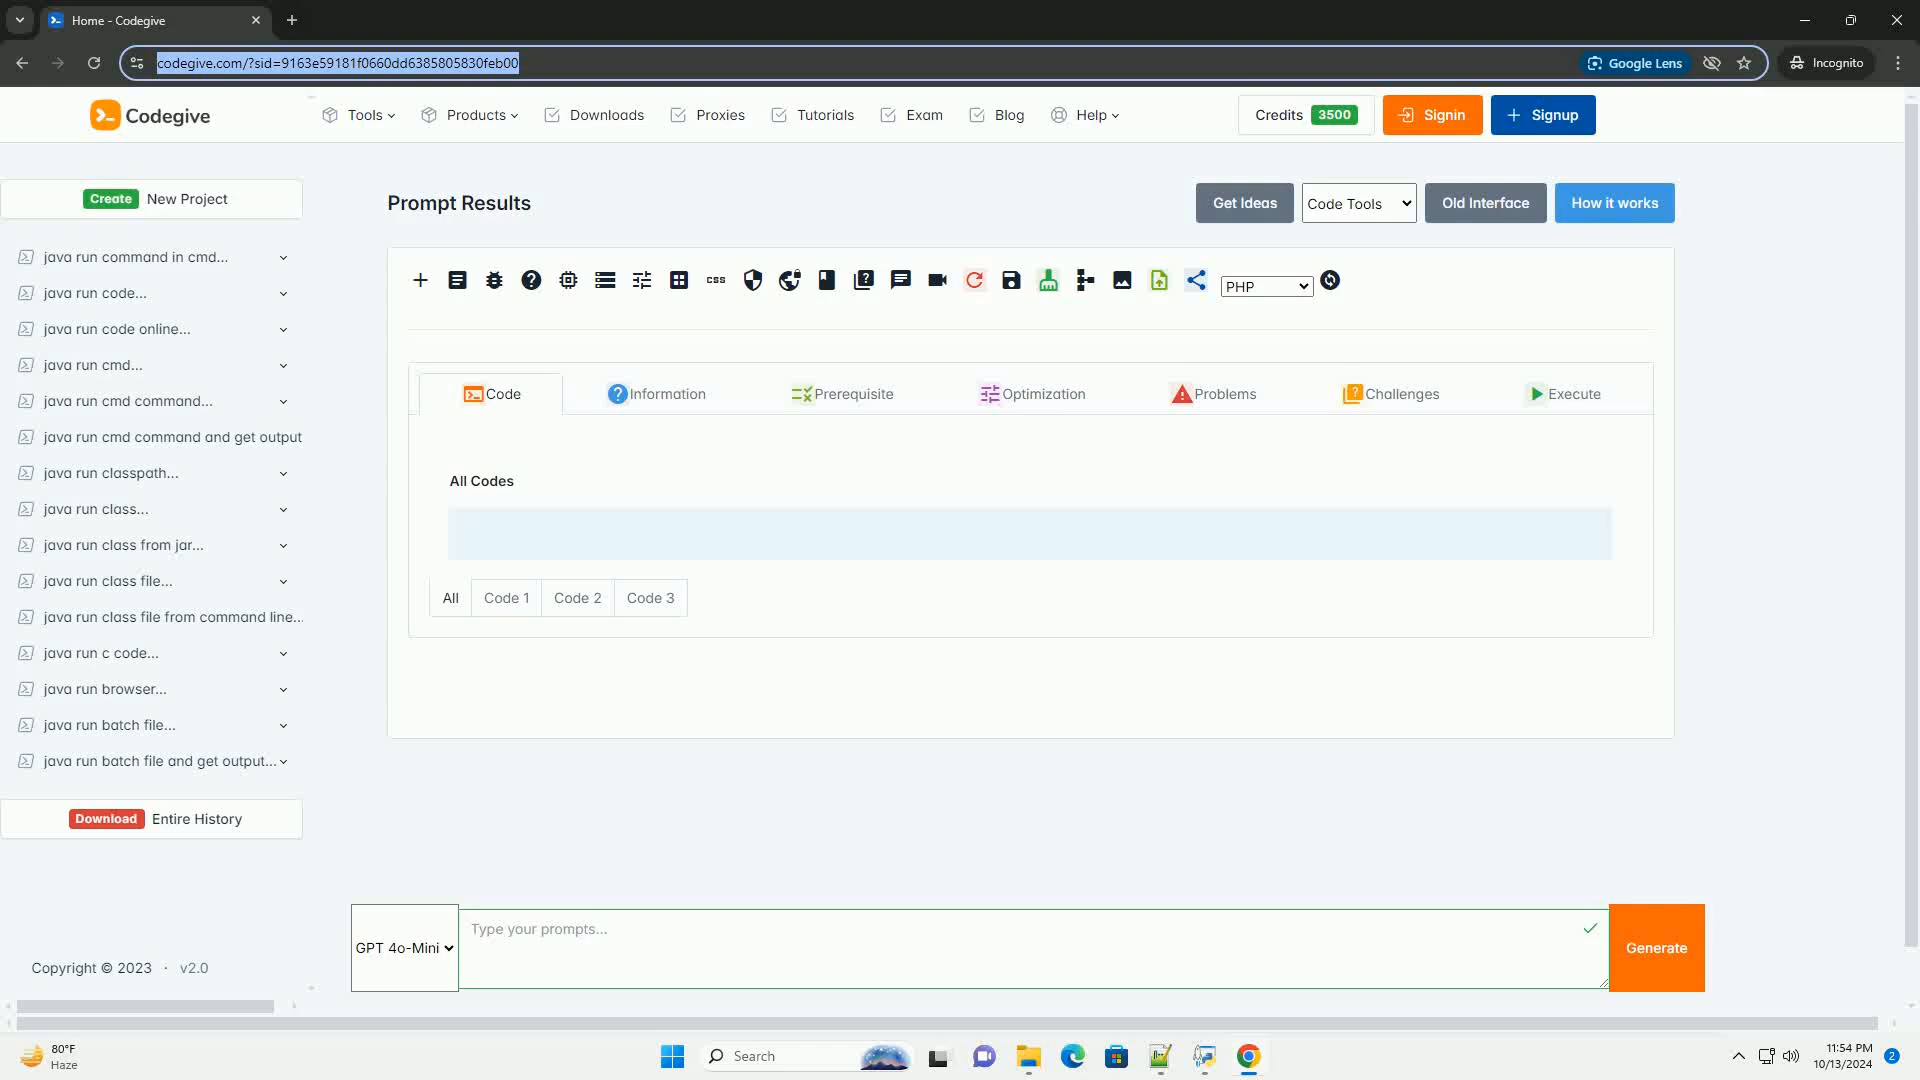 Home - Codegive
codegive.com/?sid=9163e59181f0660dd6385805830feb00
Google Lens
Incognito
Codegive
Tools
Products
Downloads
Proxies
Tutorials
Exam
Blog
Help
Credits 3500
Signin
Signup
Create New Project
Prompt Results
Get Ideas
Code Tools
Old Interface
How it works
java run command in cmd...
java run code...
java run code online...
java run cmd...
java run cmd command...
java run cmd command and get output
java run classpath...
java run class...
java run class from jar...
java run class file...
java run class file from command line...
java run c code...
java run browser...
java run batch file...
java run batch file and get output...
Download Entire History
Copyright © 2023 · v2.0
css
PHP
Code
Information
Prerequisite
Optimization
Problems
Challenges
Execute
All Codes
All
Code 1
Code 2
Code 3
GPT 4o-Mini
Type your prompts...
Generate
80°F
Haze
Search
11:54 PM
10/13/2024
2